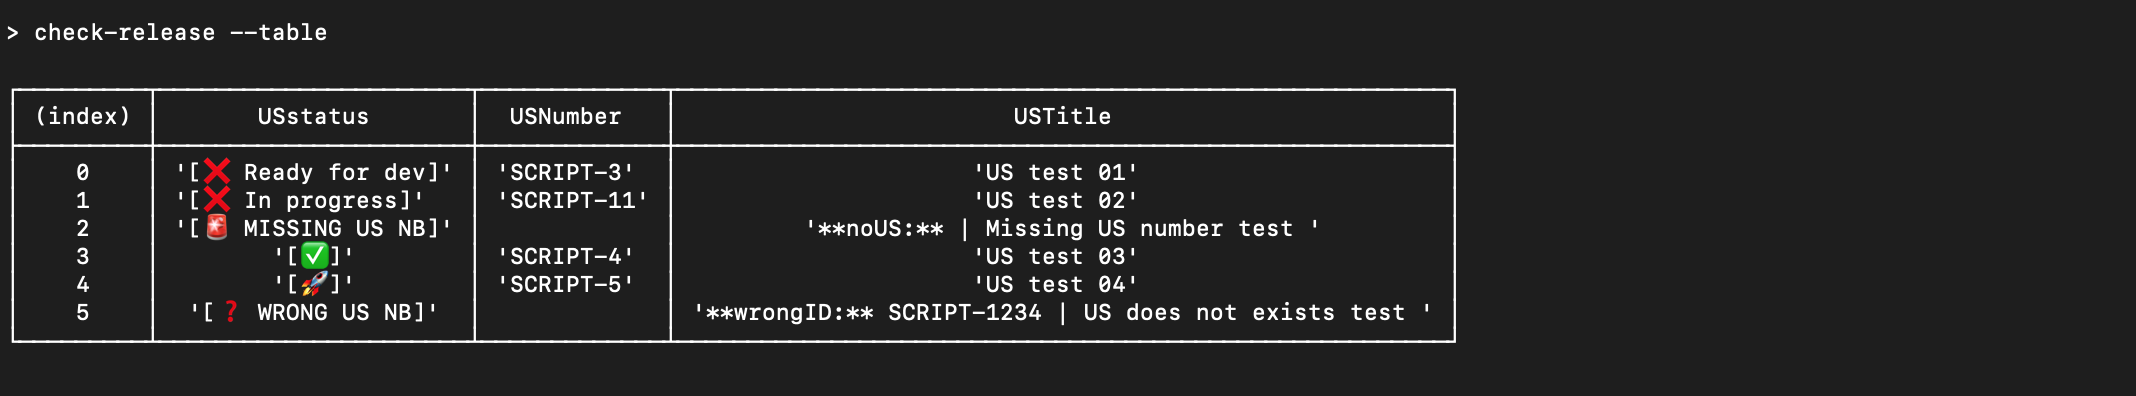 > check-release --table
(index) USstatus USNumber USTitle
0 '[❌ Ready for dev]' 'SCRIPT-3' 'US test 01'
1 '[❌ In progress]' 'SCRIPT-11' 'US test 02'
2 '[🚨 MISSING US NB]' '**noUS:** | Missing US number test '
3 '[✅]' 'SCRIPT-4' 'US test 03'
4 '[🚀]' 'SCRIPT-5' 'US test 04'
5 '[❓ WRONG US NB]' '**wrongID:** SCRIPT-1234 | US does not exists test '